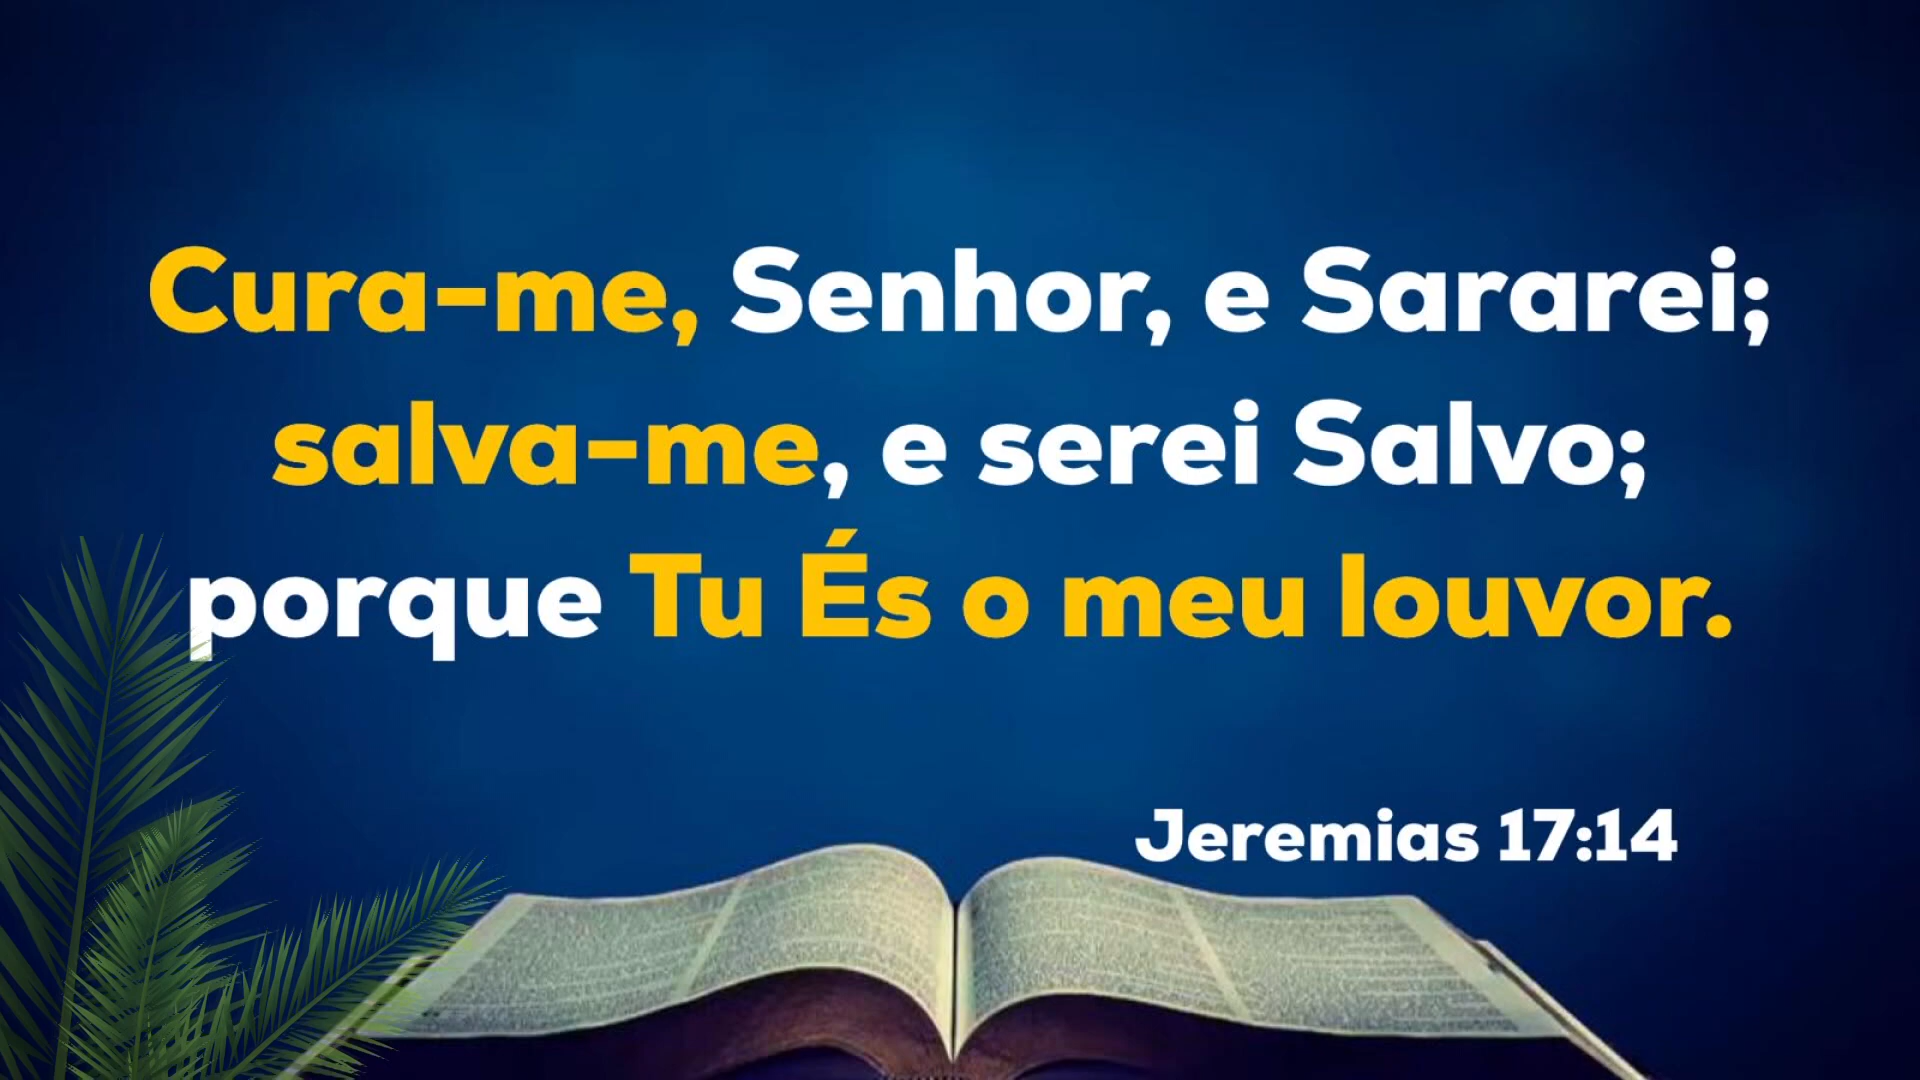 Cura-me, Senhor, e Sararei;
salva-me, e serei Salvo;
porque Tu És o meu louvor.
Jeremias 17:14